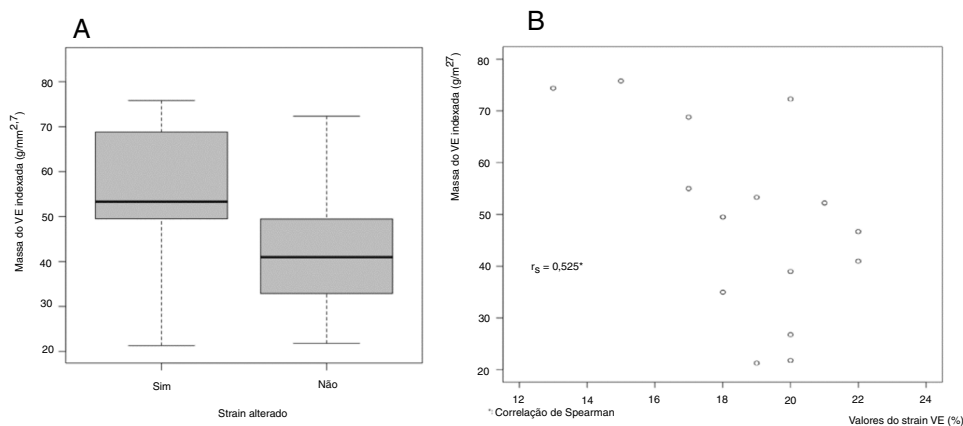 A
Massa do VE indexada (g/mm2,7)
80
70
60
50
40
30
20
Sim
Não
Strain alterado
B
Massa do VE indexada (g/m27)
80
70
60
50
40
30
20
rs = 0,525*
12
14
16
18
20
22
24
*Correlação de Spearman
Valores do strain VE (%)